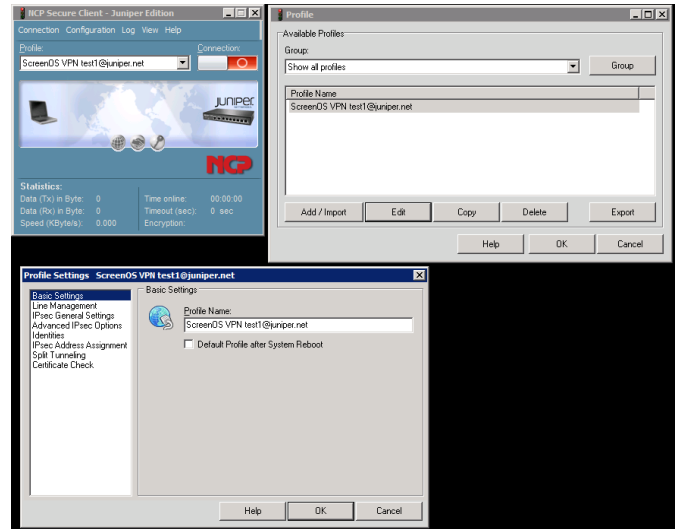 NCP Secure Client - Juniper Edition
Connection Configuration Log View Help
Profile: Connection:
ScreenOS VPN test1@juniper.net
JUNIPER
NCP
Statistics:
Data (Tx) in Byte: 0 Time online: 00:00:00
Data (Rx) in Byte: 0 Timeout (sec): 0 sec
Speed (KByte/s): 0.000 Encryption:
Profile
Available Profiles
Group:
Show all profiles Group
Profile Name
ScreenOS VPN test1@juniper.net
Add / Import Edit Copy Delete Export
Help OK Cancel
Profile Settings ScreenOS VPN test1@juniper.net
Basic Settings
Line Management
IPsec General Settings
Advanced IPsec Options
Identities
IPsec Address Assignment
Split Tunneling
Certificate Check
Basic Settings
Profile Name:
ScreenOS VPN test1@juniper.net
Default Profile after System Reboot
Help OK Cancel